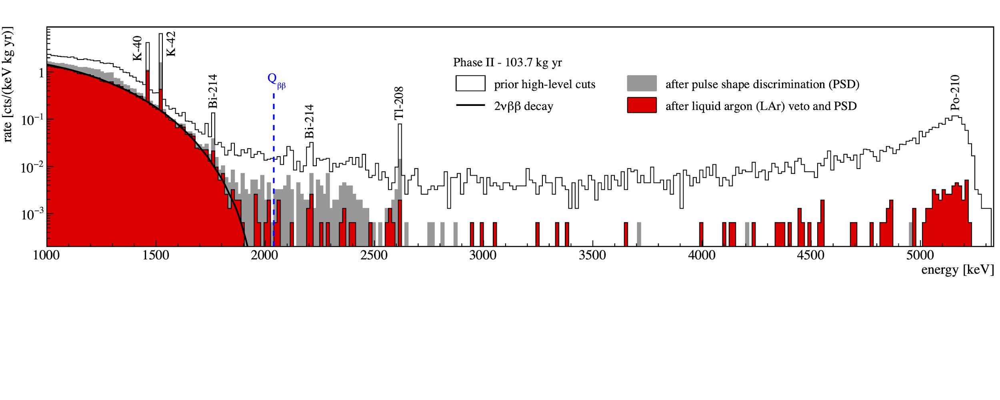 rate [cts/(keV kg yr)]
1
10⁻¹
10⁻²
10⁻³
K-40
K-42
Bi-214
Qββ
Bi-214
Tl-208
Po-210
Phase II - 103.7 kg yr
prior high-level cuts
2νββ decay
after pulse shape discrimination (PSD)
after liquid argon (LAr) veto and PSD
1000 1500 2000 2500 3000 3500 4000 4500 5000
energy [keV]